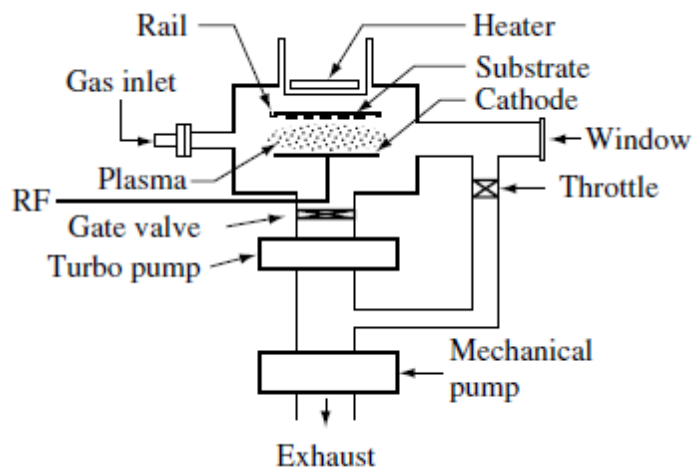 Rail
Heater
Substrate
Gas inlet
Cathode
Window
Plasma
Throttle
RF
Gate valve
Turbo pump
Mechanical
pump
Exhaust